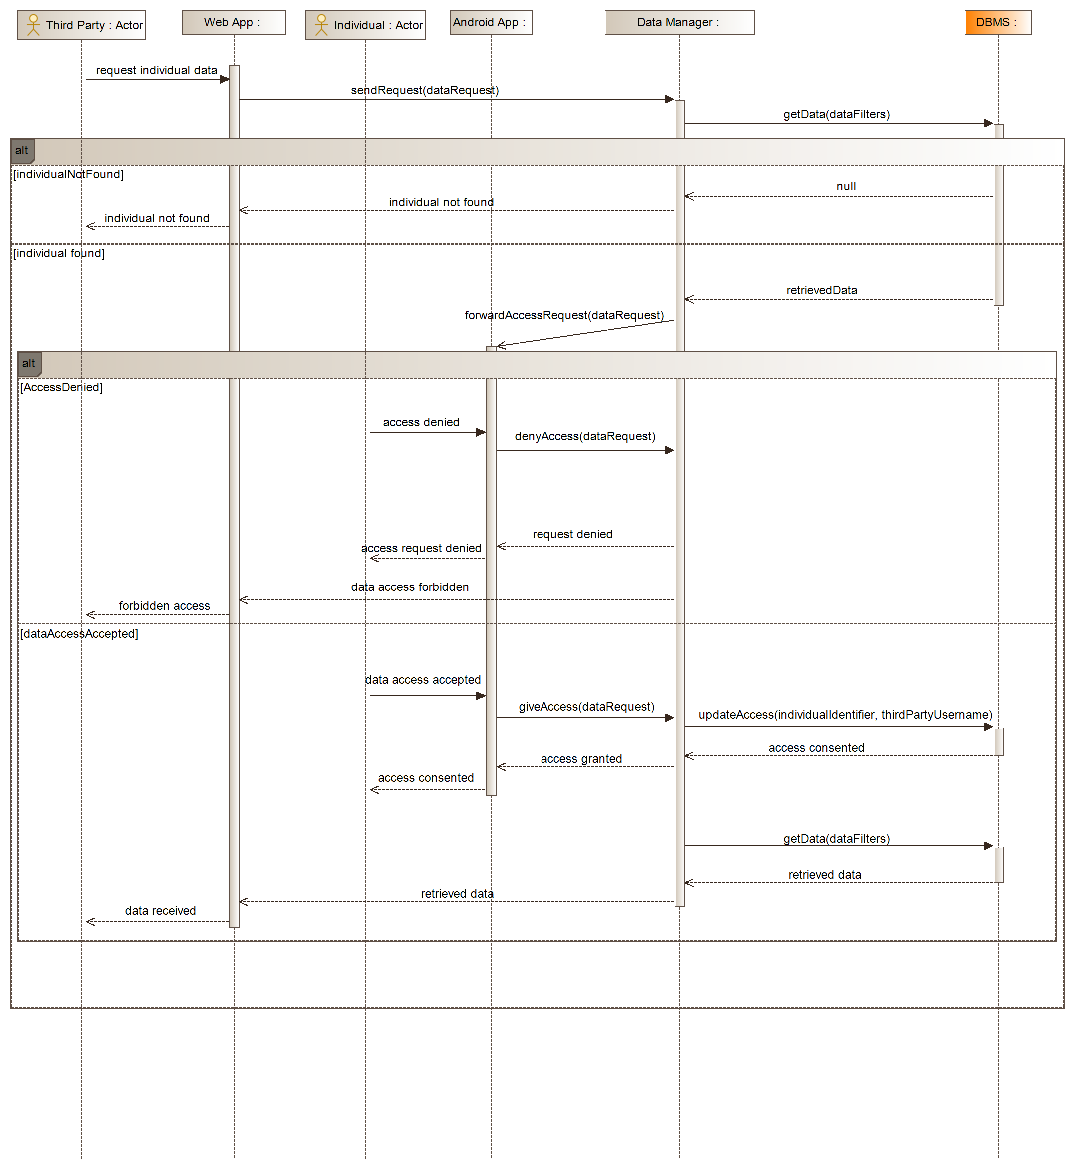 Third Party : Actor
Web App :
Individual : Actor
Android App :
Data Manager :
DBMS :
request individual data
sendRequest(dataRequest)
getData(dataFilters)
alt
[individualNotFound]
null
individual not found
individual not found
[individual found]
retrievedData
forwardAccessRequest(dataRequest)
alt
[AccessDenied]
access denied
denyAccess(dataRequest)
request denied
access request denied
data access forbidden
forbidden access
[dataAccessAccepted]
data access accepted
giveAccess(dataRequest)
updateAccess(individualIdentifier, thirdPartyUsername)
access consented
access granted
access consented
getData(dataFilters)
retrieved data
retrieved data
data received